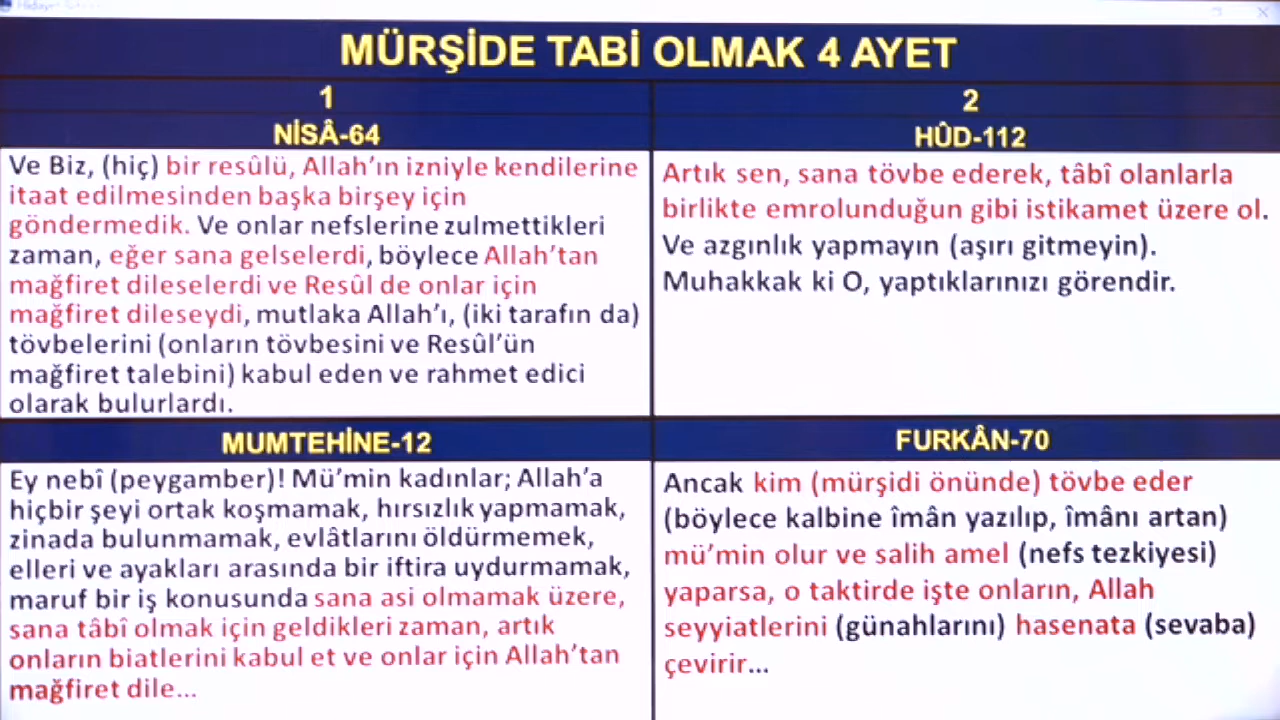 MÜRŞİDE TABİ OLMAK 4 AYET
1
NİSÂ-64
Ve Biz, (hiç) bir resûlü, Allah’ın izniyle kendilerine
itaat edilmesinden başka birşey için
göndermedik. Ve onlar nefslerine zulmettikleri
zaman, eğer sana gelselerdi, böylece Allah’tan
mağfiret dileselerdi ve Resûl de onlar için
mağfiret dileseydi, mutlaka Allah’ı, (iki tarafın da)
tövbelerini (onların tövbesini ve Resûl’ün
mağfiret talebini) kabul eden ve rahmet edici
olarak bulurlardı.
2
HÛD-112
Artık sen, sana tövbe ederek, tâbî olanlarla
birlikte emrolunduğun gibi istikamet üzere ol.
Ve azgınlık yapmayın (aşırı gitmeyin).
Muhakkak ki O, yaptıklarınızı görendir.
MUMTEHİNE-12
Ey nebî (peygamber)! Mü’min kadınlar; Allah’a
hiçbir şeyi ortak koşmamak, hırsızlık yapmamak,
zinada bulunmamak, evlâtlarını öldürmemek,
elleri ve ayakları arasında bir iftira uydurmamak,
maruf bir iş konusunda sana asi olmamak üzere,
sana tâbî olmak için geldikleri zaman, artık
onların biatlerini kabul et ve onlar için Allah’tan
mağfiret dile...
FURKÂN-70
Ancak kim (mürşidi önünde) tövbe eder
(böylece kalbine îmân yazılıp, îmânı artan)
mü’min olur ve salih amel (nefs tezkiyesi)
yaparsa, o taktirde işte onların, Allah
seyyiatlerini (günahlarını) hasenata (sevaba)
çevirir...